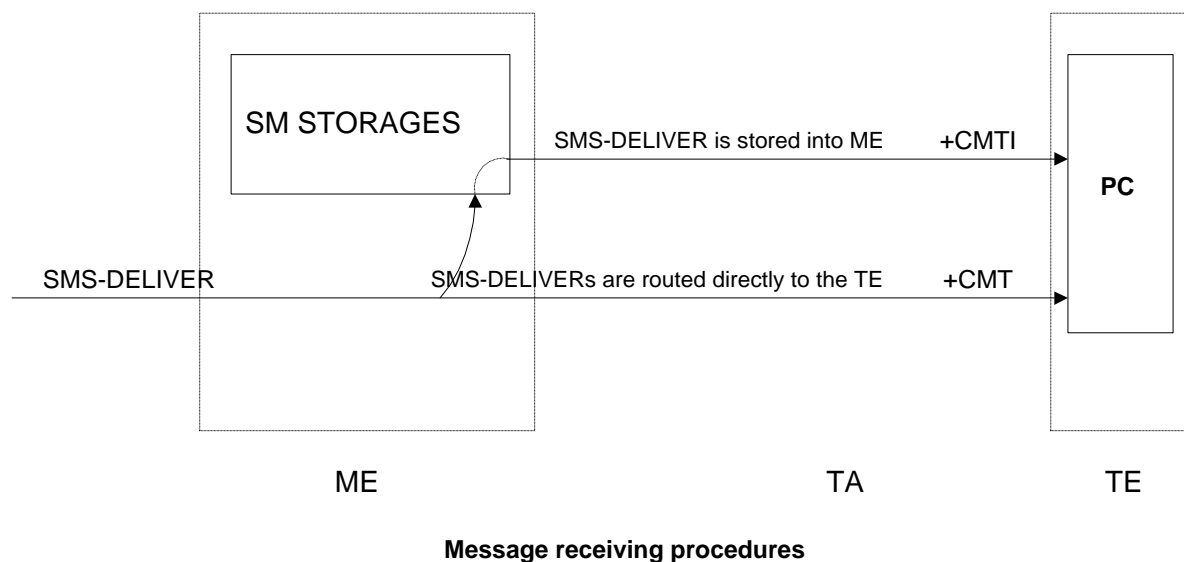 SM STORAGES
SMS-DELIVER is stored into ME +CMTI
PC
SMS-DELIVER
SMS-DELIVERs are routed directly to the TE +CMT
ME TA TE
Message receiving procedures